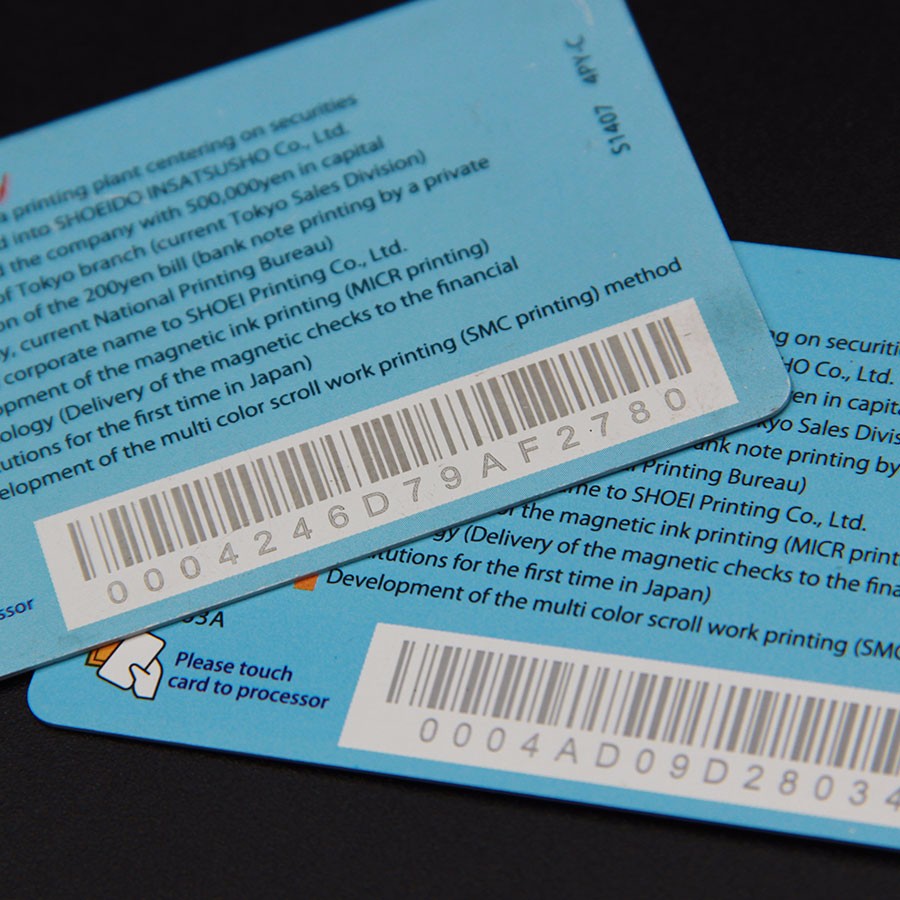 S1407 4PY-C
a printing plant centering on securities
d into SHOEIDO INSATSUSHO Co., Ltd.
d the company with 500,000yen in capital
of Tokyo branch (current Tokyo Sales Division)
on of the 200yen bill (bank note printing by a private
y, current National Printing Bureau)
corporate name to SHOEI Printing Co., Ltd.
opment of the magnetic ink printing (MICR printing)
ology (Delivery of the magnetic checks to the financial
utions for the first time in Japan)
elopment of the multi color scroll work printing (SMC printing) method
0004246D79AF2780
ssor
ng on securiti
HO Co., Ltd.
en in capita
kyo Sales Divis
ank note printing by
Printing Bureau)
me to SHOEI Printing Co., Ltd.
f the magnetic ink printing (MICR print
gy (Delivery of the magnetic checks to the fina
itutions for the first time in Japan)
Development of the multi color scroll work printing (SMC
03A
Please touch
card to processor
0004AD09D28034